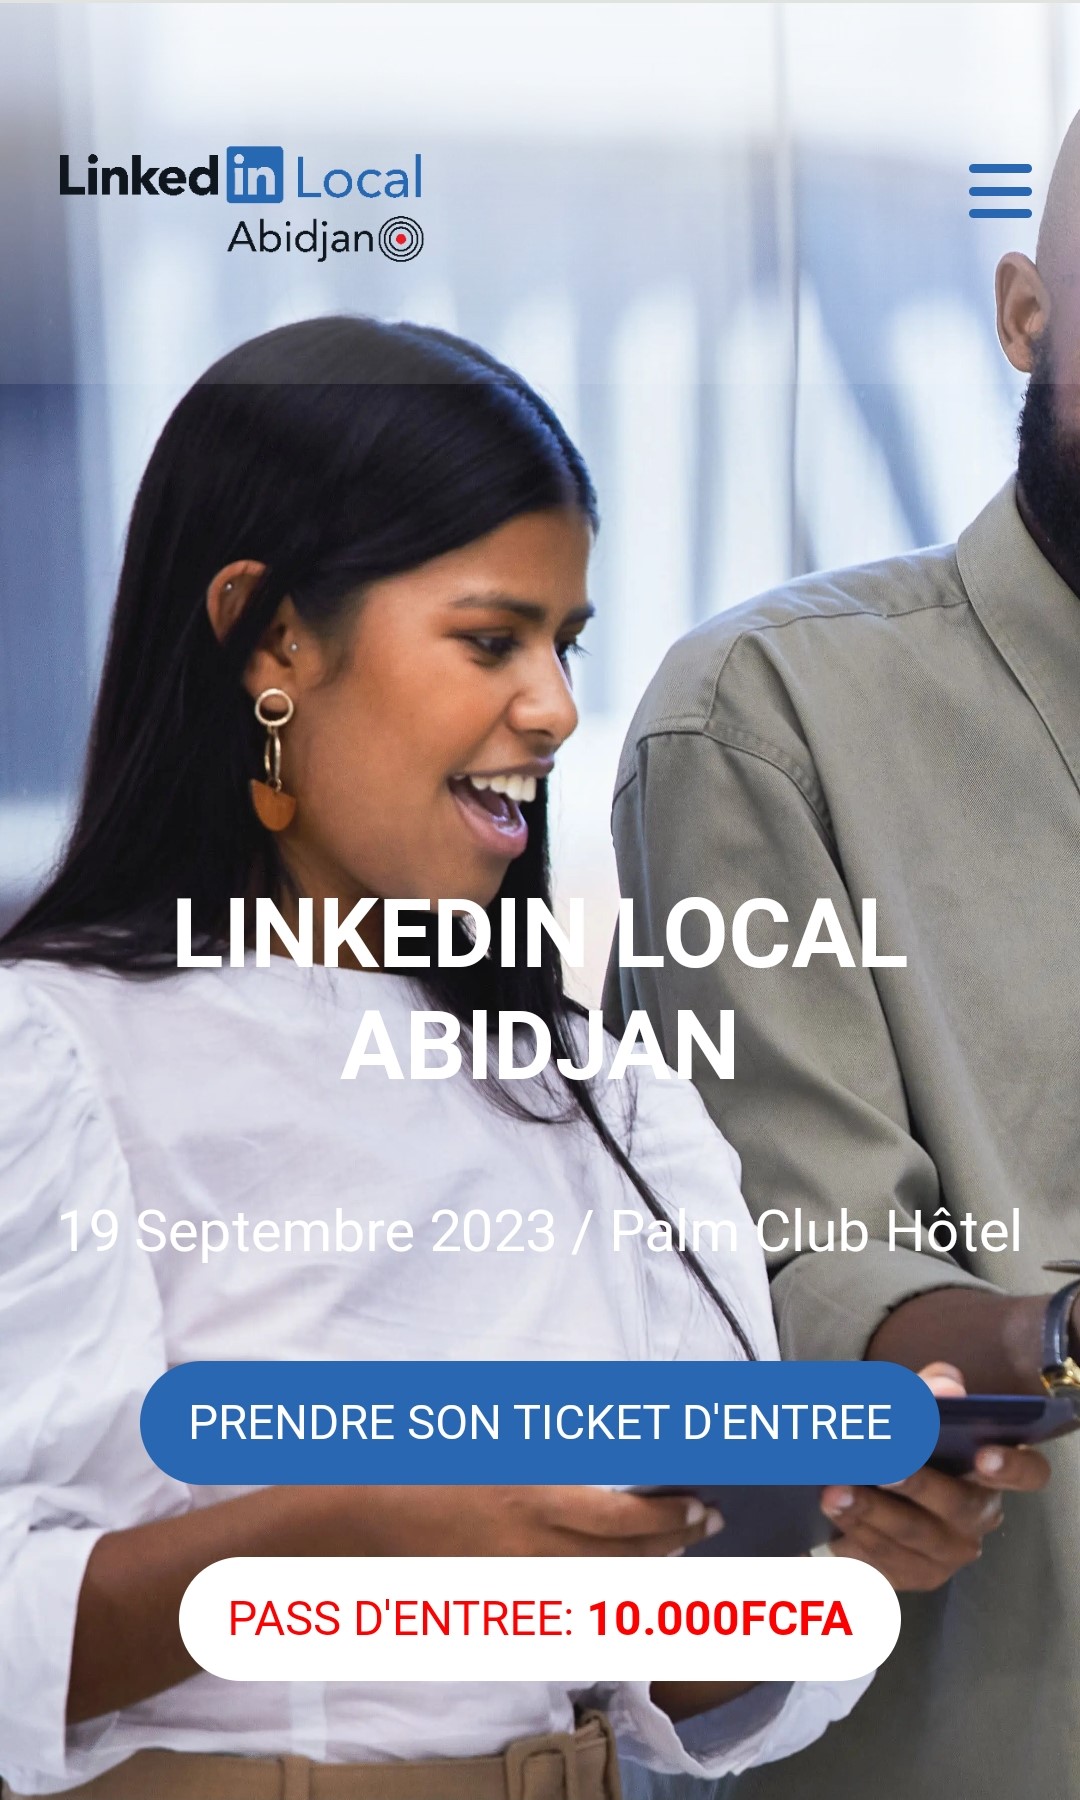 Linked in Local
Abidjan
LINKEDIN LOCAL
ABIDJAN
19 Septembre 2023 / Palm Club Hôtel
PRENDRE SON TICKET D'ENTREE
PASS D'ENTREE: 10.000FCFA